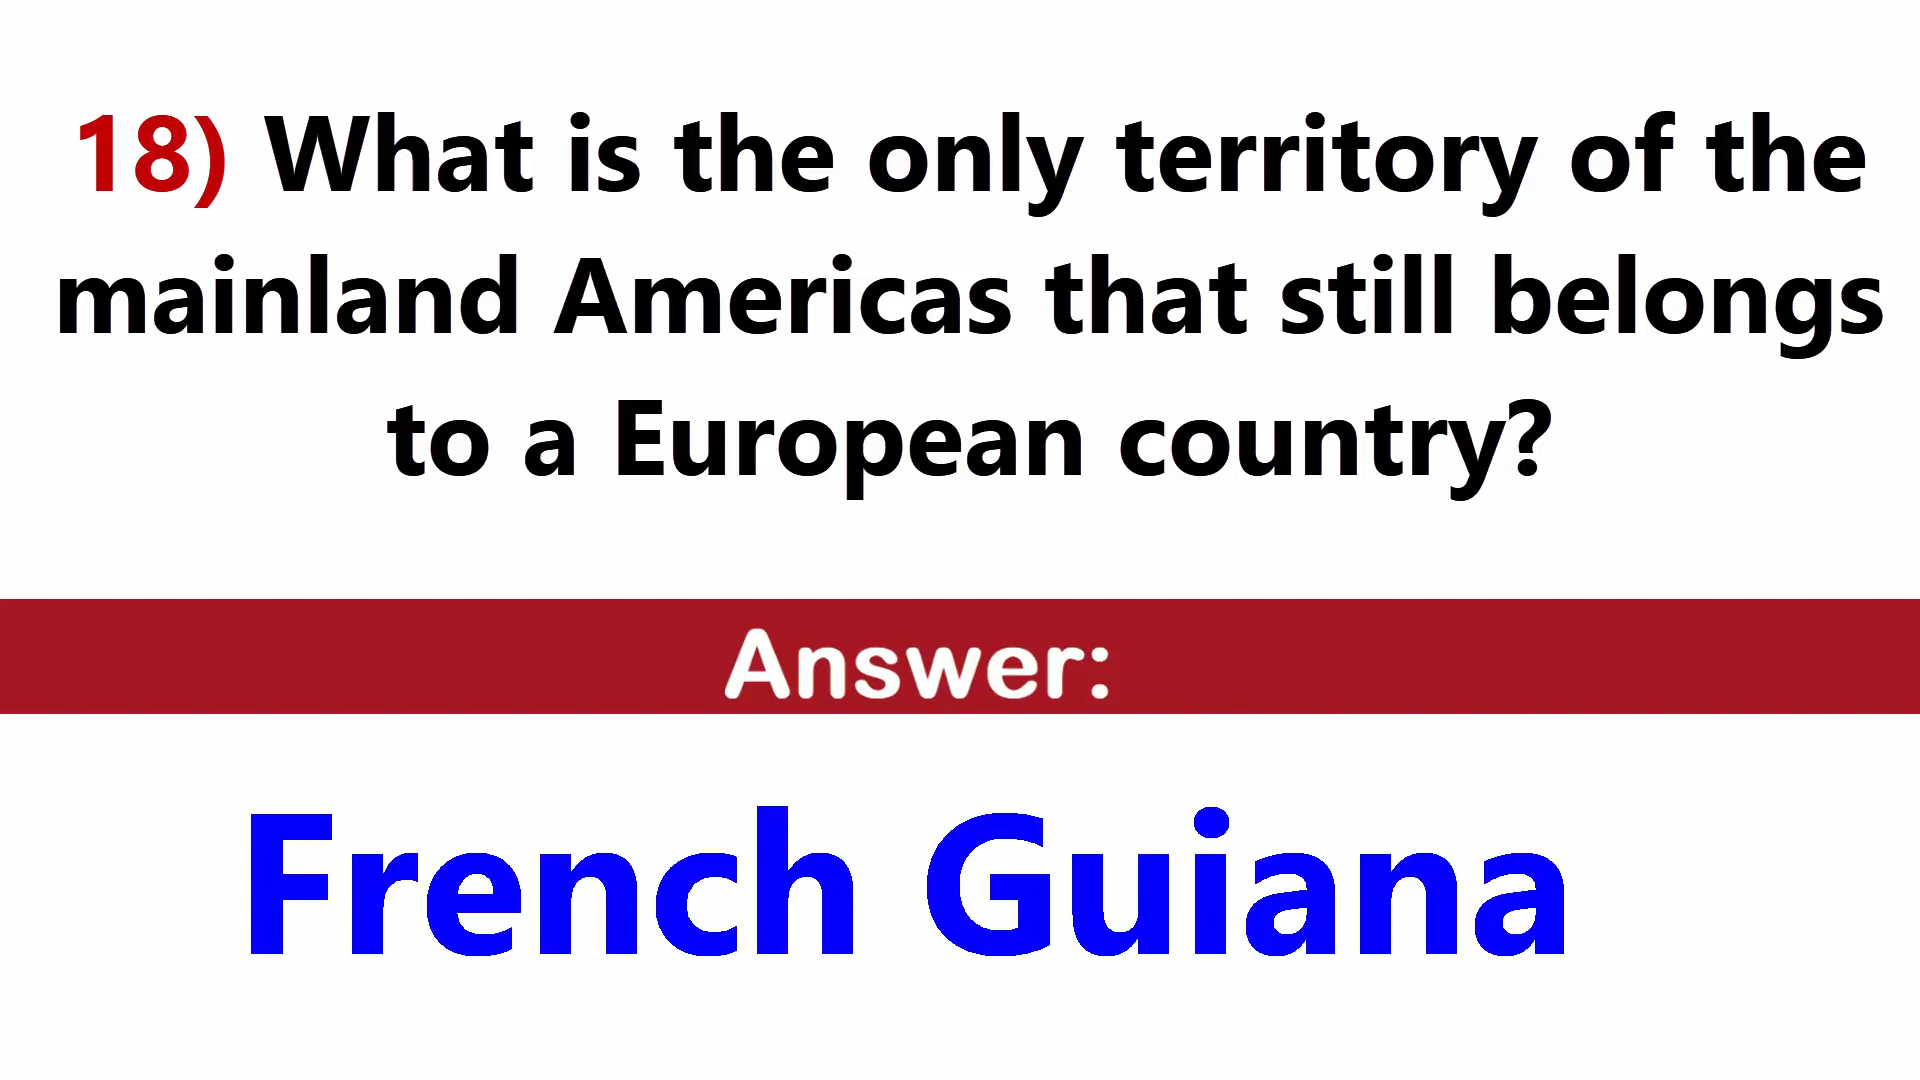 18) What is the only territory of the
mainland Americas that still belongs
to a European country?
Answer:
French Guiana